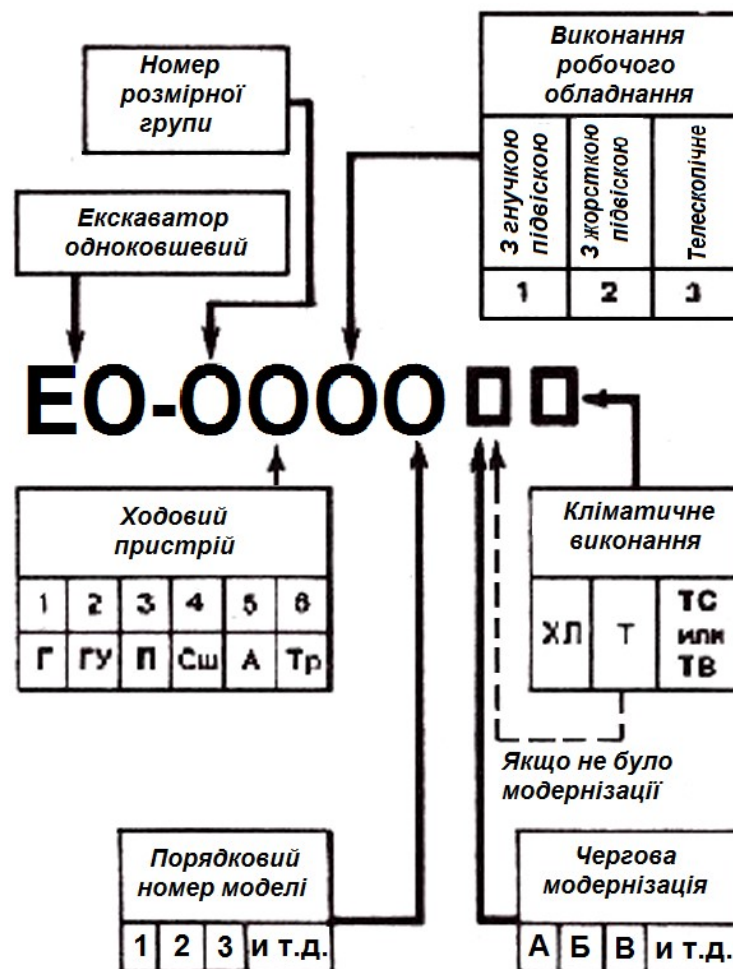 Номер
розмірної
групи
Виконання
робочого
обладнання
З гнучкою
підвіскою
З жорсткою
підвіскою
Телескопічне
1 2 3
Екскаватор
одноковшевий
ЕО-ОООО
Ходовий
пристрій
1 2 3 4 5 6
Г ГУ П Сш А Тр
Кліматичне
виконання
ХЛ Т ТС
или
ТВ
Якщо не було
модернізації
Порядковий
номер моделі
1 2 3 и т.д.
Чергова
модернізація
А Б В и т.д.